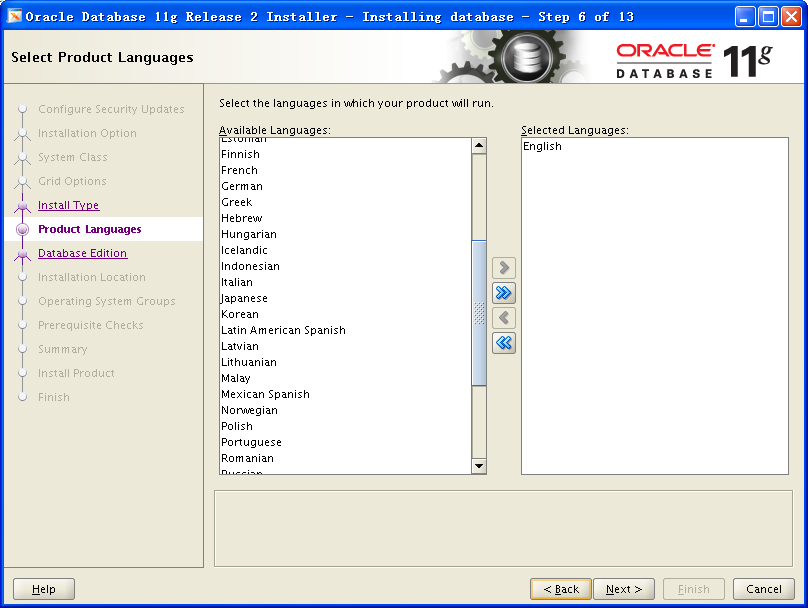 Oracle Database 11g Release 2 Installer - Installing database - Step 6 of 13
Select Product Languages
ORACLE
DATABASE
11g
Configure Security Updates
Installation Option
System Class
Grid Options
Install Type
Product Languages
Database Edition
Installation Location
Operating System Groups
Prerequisite Checks
Summary
Install Product
Finish
Select the languages in which your product will run.
Available Languages:
Estonian
Finnish
French
German
Greek
Hebrew
Hungarian
Icelandic
Indonesian
Italian
Japanese
Korean
Latin American Spanish
Latvian
Lithuanian
Malay
Mexican Spanish
Norwegian
Polish
Portuguese
Romanian
Russian
Selected Languages:
English
Help
< Back
Next >
Finish
Cancel